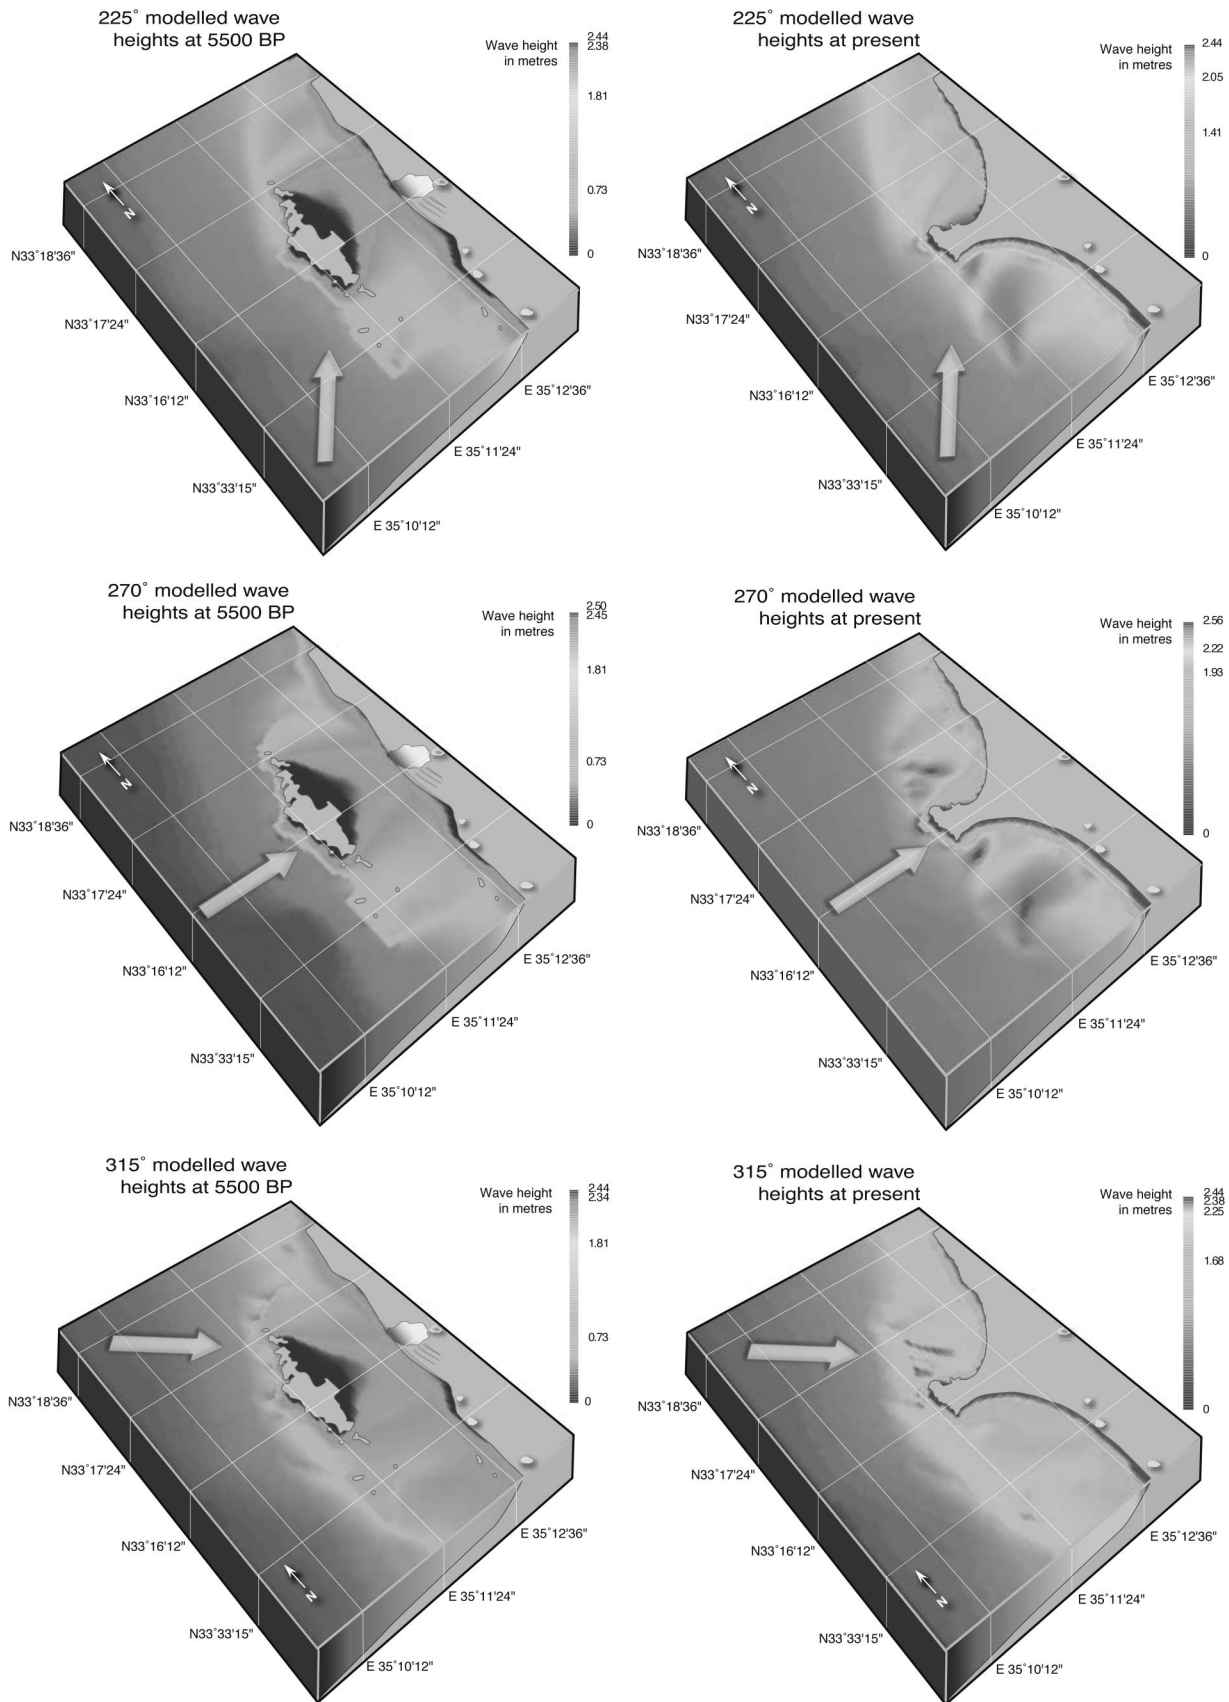 225° modelled wave
heights at 5500 BP
Wave height
in metres
2.44
2.38
1.81
0.73
0
N
N33°18'36"
N33°17'24"
N33°16'12"
N33°33'15"
E 35°12'36"
E 35°11'24"
E 35°10'12"
225° modelled wave
heights at present
Wave height
in metres
2.44
2.05
1.41
0
N
N33°18'36"
N33°17'24"
N33°16'12"
N33°33'15"
E 35°12'36"
E 35°11'24"
E 35°10'12"
270° modelled wave
heights at 5500 BP
Wave height
in metres
2.50
2.45
1.81
0.73
0
N
N33°18'36"
N33°17'24"
N33°16'12"
N33°33'15"
E 35°12'36"
E 35°11'24"
E 35°10'12"
270° modelled wave
heights at present
Wave height
in metres
2.56
2.22
1.93
0
N
N33°18'36"
N33°17'24"
N33°16'12"
N33°33'15"
E 35°12'36"
E 35°11'24"
E 35°10'12"
315° modelled wave
heights at 5500 BP
Wave height
in metres
2.44
2.34
1.81
0.73
0
N33°18'36"
N33°17'24"
N33°16'12"
N33°33'15"
N
E 35°12'36"
E 35°11'24"
E 35°10'12"
315° modelled wave
heights at present
Wave height
in metres
2.44
2.38
2.25
1.68
0
N33°18'36"
N33°17'24"
N33°16'12"
N33°33'15"
N
E 35°12'36"
E 35°11'24"
E 35°10'12"